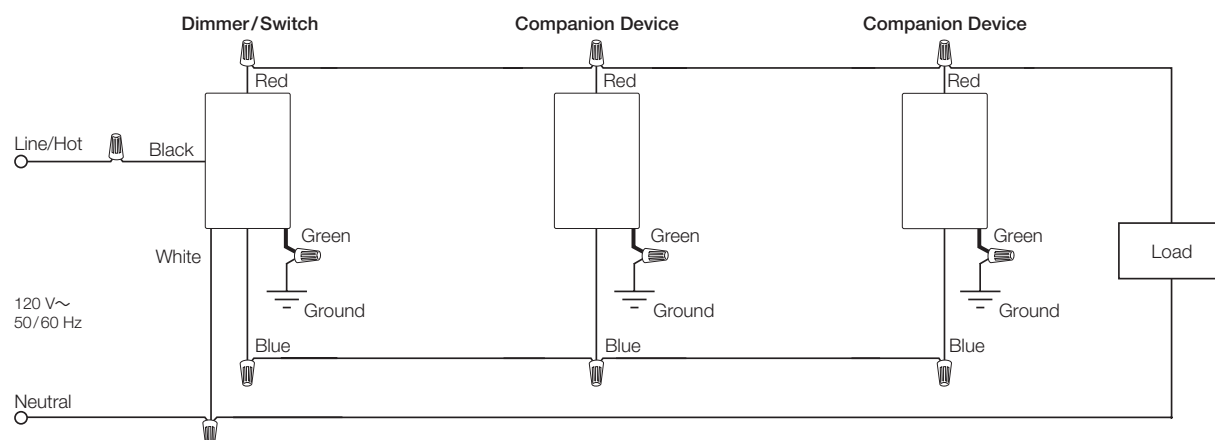 Dimmer/Switch
Companion Device
Companion Device
Red
Red
Red
Line/Hot
Black
Green
Green
Green
White
Load
120 V~
50/60 Hz
Ground
Ground
Ground
Blue
Blue
Blue
Neutral